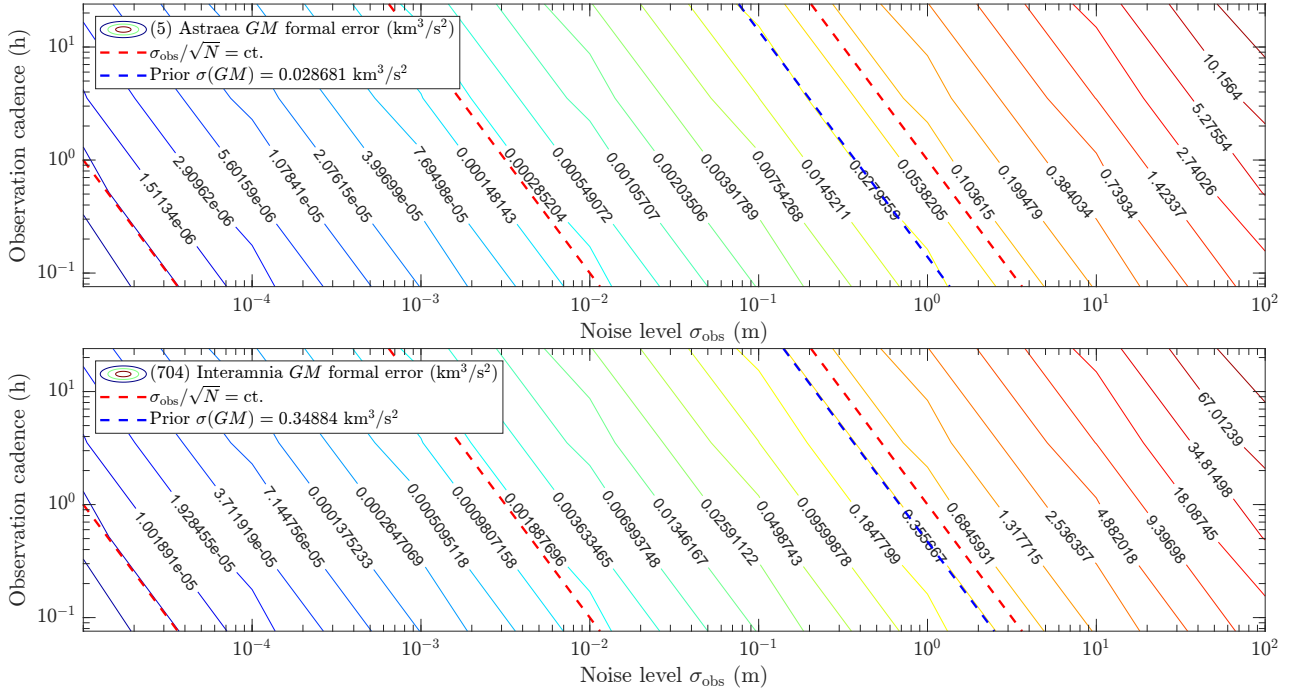 (5) Astraea GM formal error (km³/s²)
σobs/√N = ct.
Prior σ(GM) = 0.028681 km³/s²
Observation cadence (h)
10¹
10⁰
10⁻¹
1.51134e-06
2.90962e-06
5.60159e-06
1.07841e-05
2.07615e-05
3.99699e-05
7.69498e-05
0.000148143
0.000285204
0.000549072
0.00105707
0.00203506
0.00391789
0.00754268
0.0145211
0.0279559
0.0538205
0.103615
0.199479
0.384034
0.73934
1.42337
2.74026
5.27554
10.1564
10⁻⁴
10⁻³
10⁻²
10⁻¹
10⁰
10¹
10²
Noise level σobs (m)
(704) Interamnia GM formal error (km³/s²)
σobs/√N = ct.
Prior σ(GM) = 0.34884 km³/s²
Observation cadence (h)
10¹
10⁰
10⁻¹
1.001891e-05
1.928455e-05
3.711919e-05
7.144756e-05
0.0001375233
0.0002647069
0.0005095118
0.0009807158
0.001887696
0.003633465
0.006993748
0.01346167
0.02591122
0.0498743
0.09599878
0.1847799
0.355667
0.6845931
1.317715
2.536357
4.882018
9.39698
18.08745
34.81498
67.01239
10⁻⁴
10⁻³
10⁻²
10⁻¹
10⁰
10¹
10²
Noise level σobs (m)